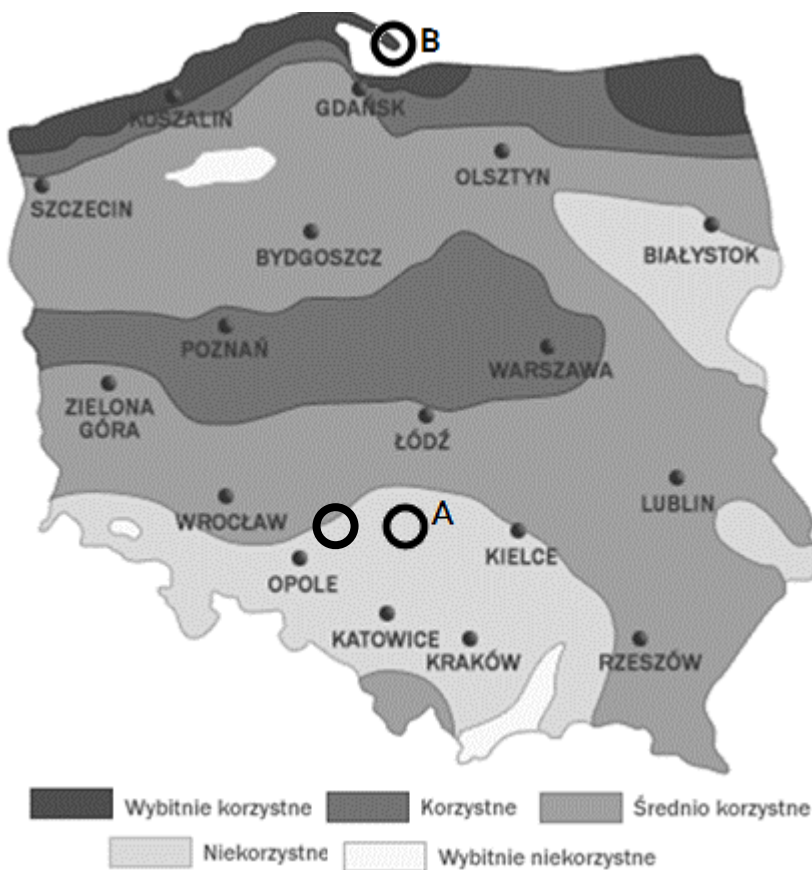 B
KOSZALIN
GDAŃSK
OLSZTYN
SZCZECIN
BYDGOSZCZ
BIAŁYSTOK
POZNAŃ
WARSZAWA
ZIELONA
GÓRA
ŁÓDŹ
WROCŁAW
A
LUBLIN
KIELCE
OPOLE
KATOWICE
KRAKÓW
RZESZÓW
Wybitnie korzystne
Korzystne
Średnio korzystne
Niekorzystne
Wybitnie niekorzystne